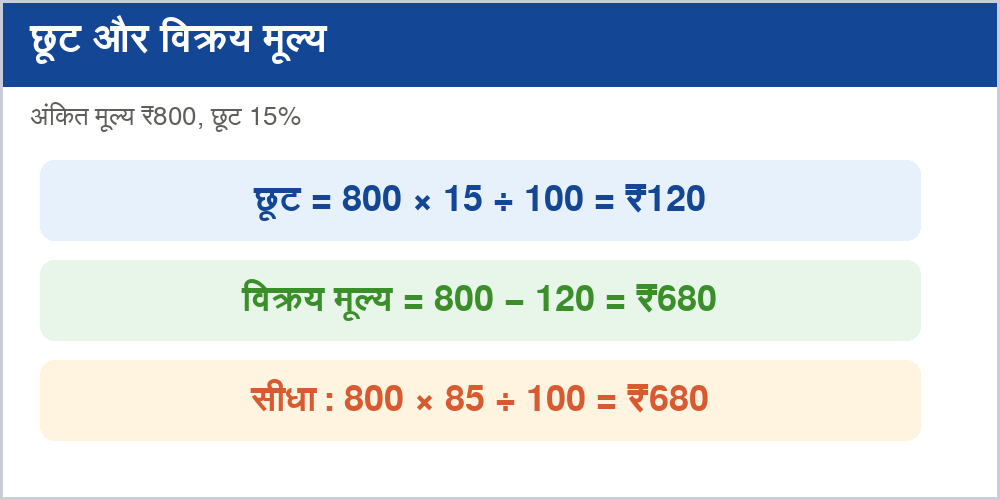 छूट और विक्रय मूल्य
अंकित मूल्य ₹800, छूट 15%
छूट = 800 × 15 ÷ 100 = ₹120
विक्रय मूल्य = 800 − 120 = ₹680
सीधा : 800 × 85 ÷ 100 = ₹680